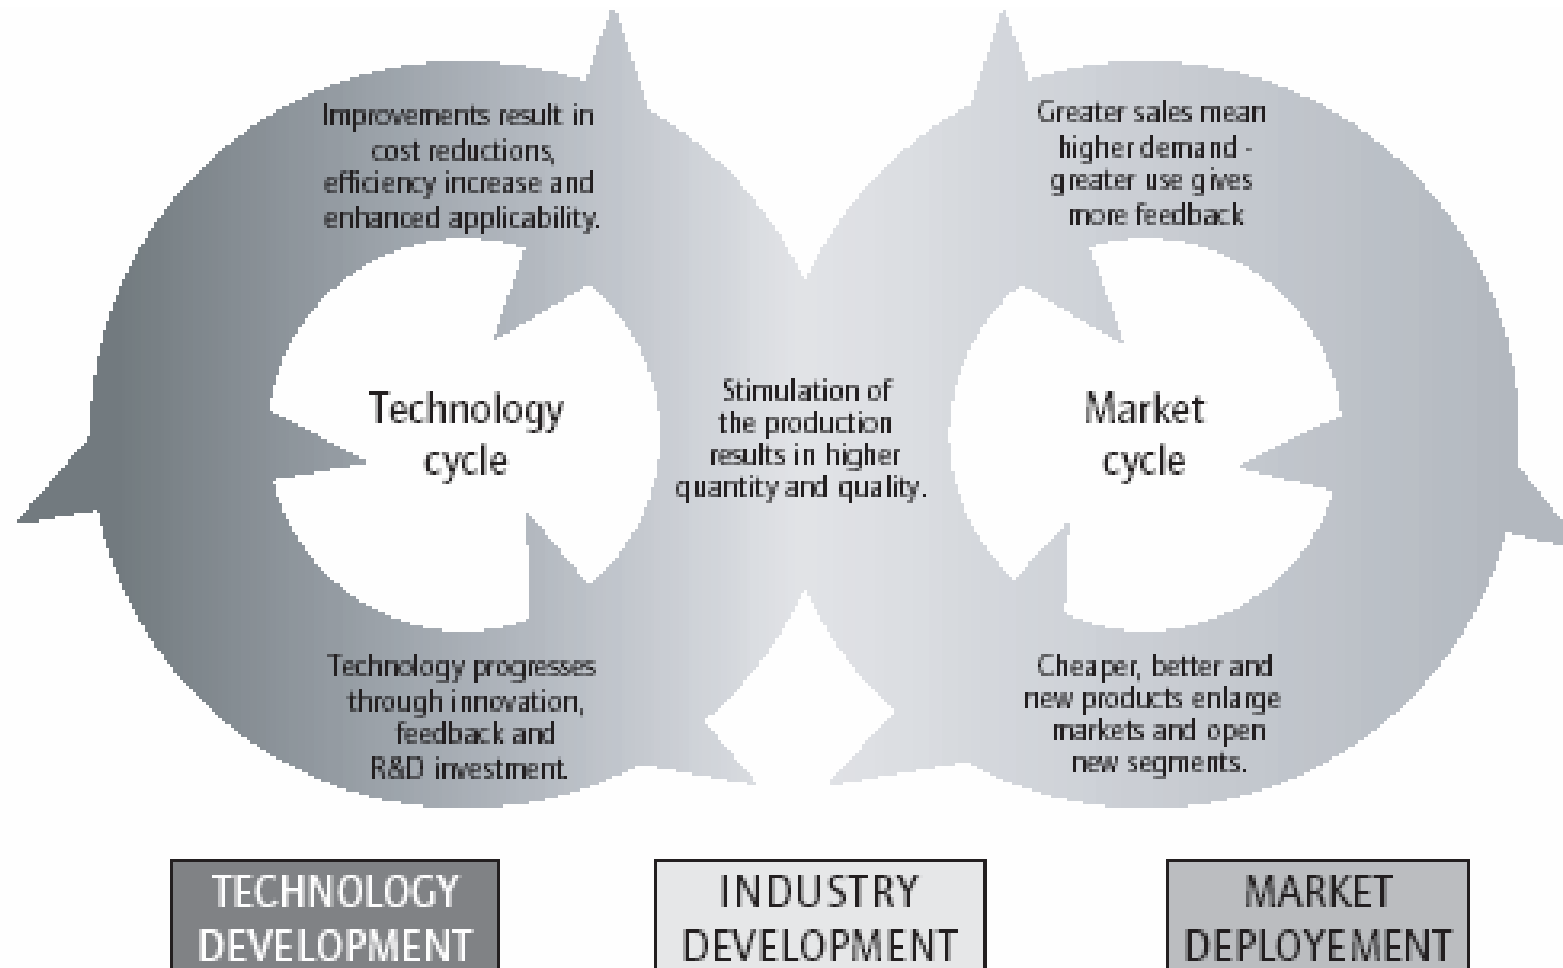 Improvements result in
cost reductions,
efficiency increase and
enhanced applicability.
Greater sales mean
higher demand -
greater use gives
more feedback
Technology
cycle
Stimulation of
the production
results in higher
quantity and quality.
Market
cycle
Technology progresses
through innovation,
feedback and
R&D investment.
Cheaper, better and
new products enlarge
markets and open
new segments.
TECHNOLOGY
DEVELOPMENT
INDUSTRY
DEVELOPMENT
MARKET
DEPLOYEMENT